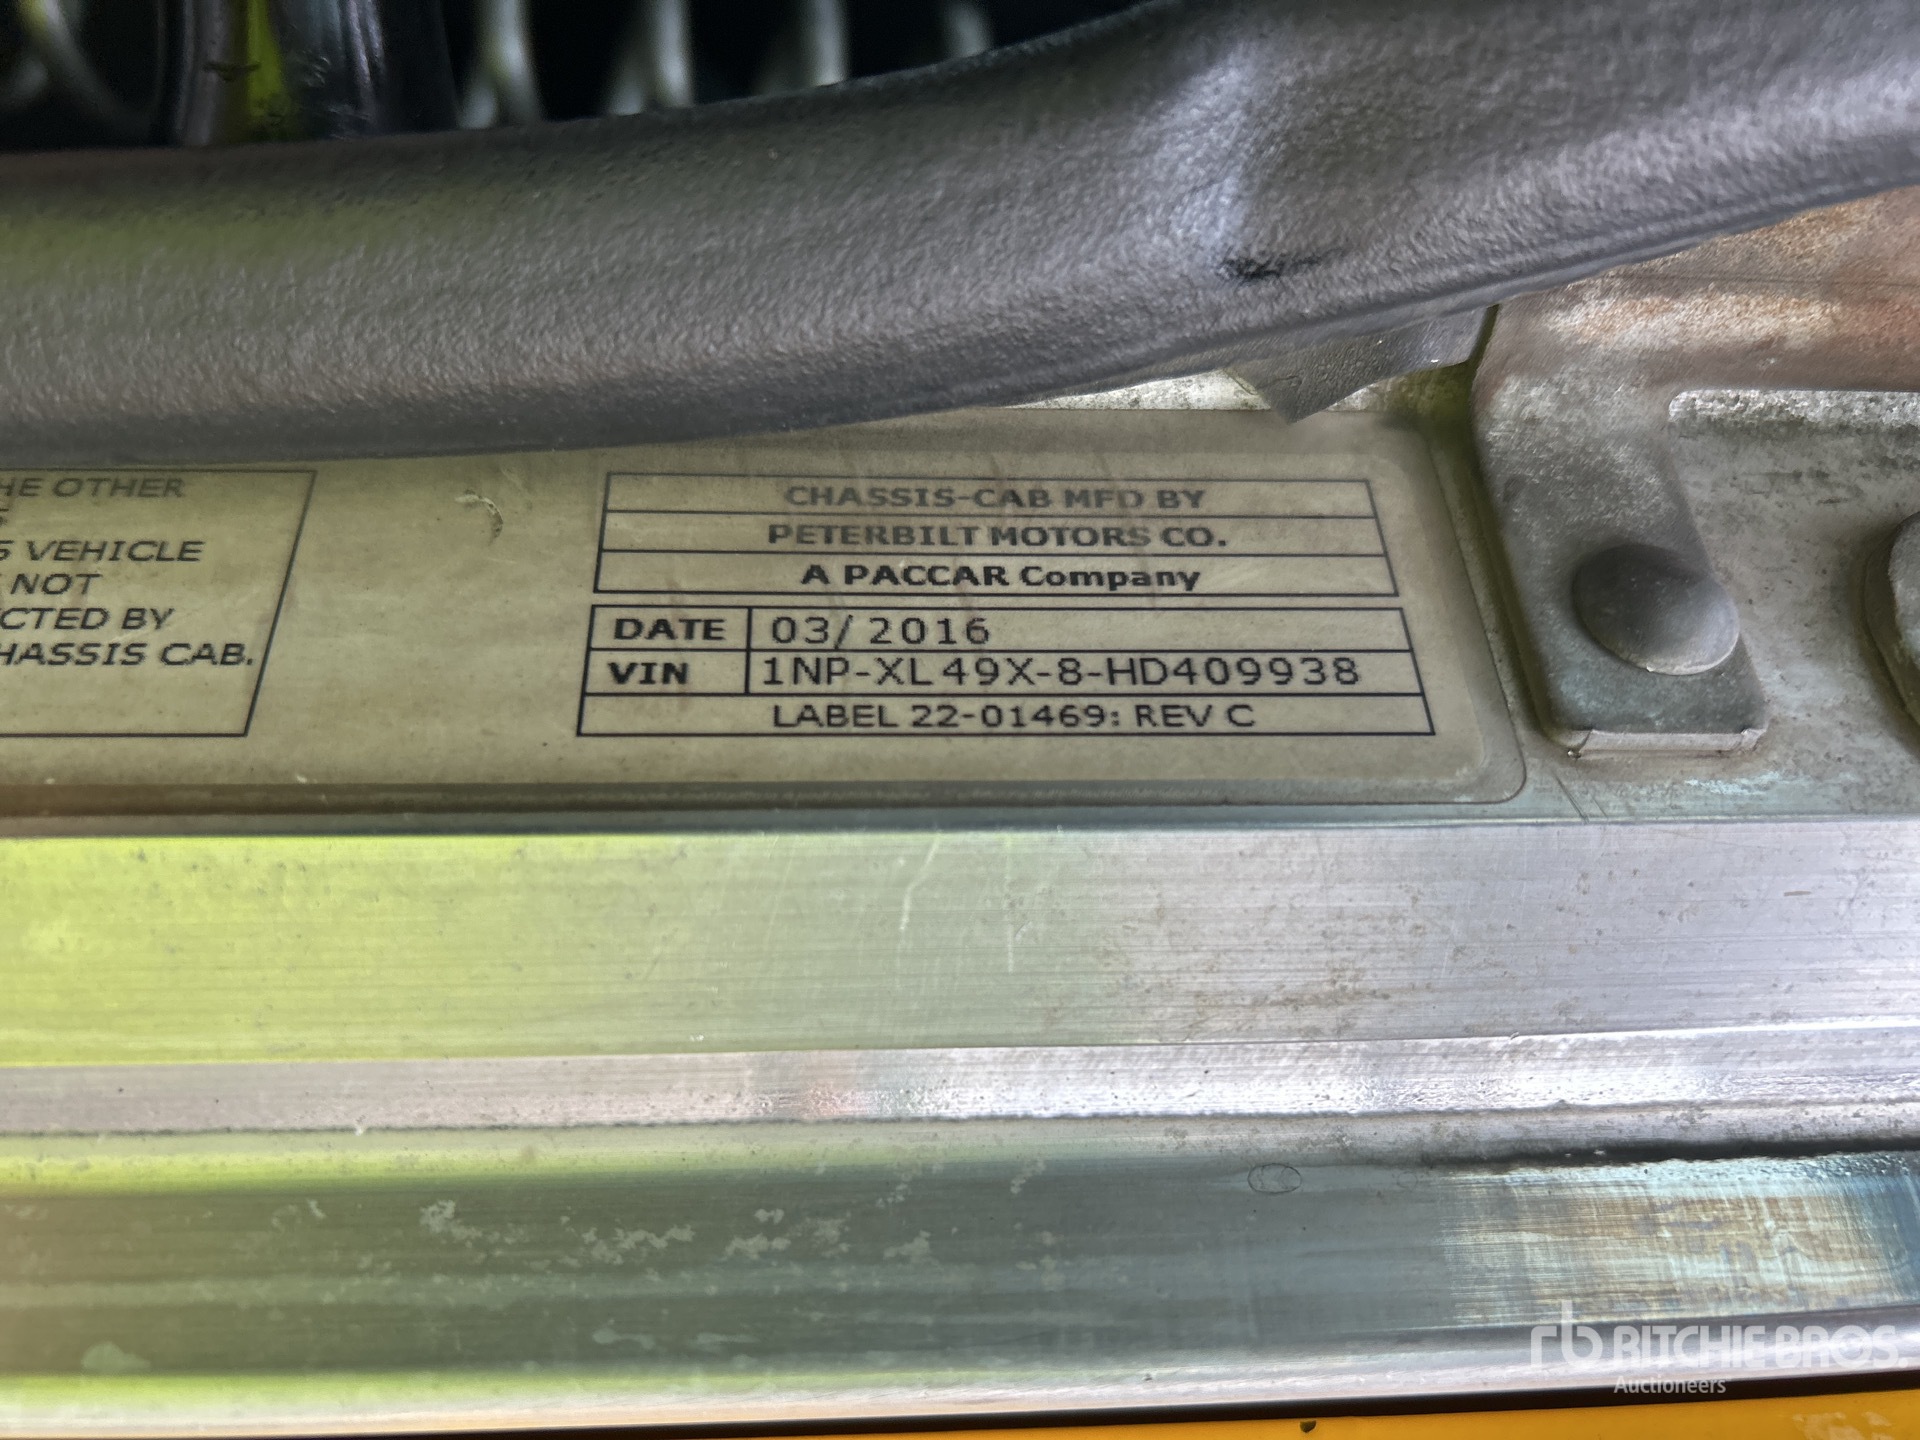 HE OTHER
S VEHICLE
NOT
CTED BY
HASSIS CAB.
CHASSIS-CAB MFD BY
PETERBILT MOTORS CO.
A PACCAR Company
DATE 03/2016
VIN 1NP-XL49X-8-HD409938
LABEL 22-01469: REV C
rb RITCHIE BROS
Auctioneers